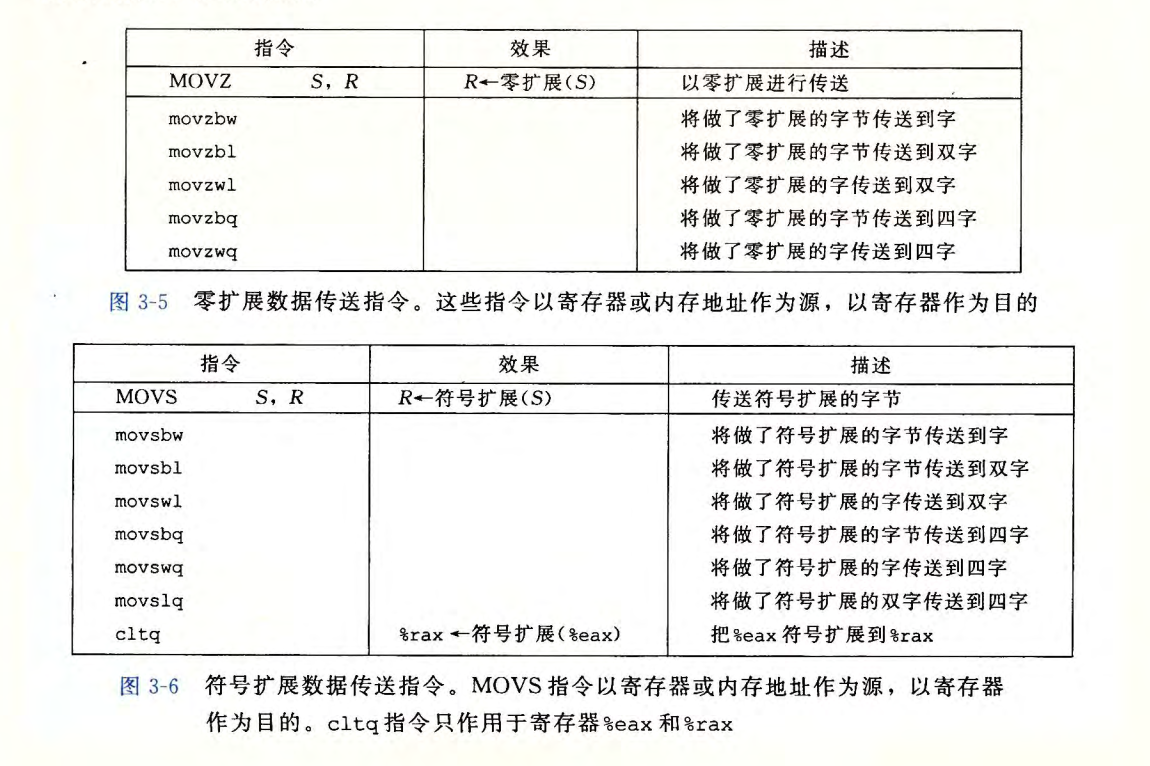 指令 效果 描述
MOVZ S, R R←零扩展(S) 以零扩展进行传送
movzbw 将做了零扩展的字节传送到字
movzbl 将做了零扩展的字节传送到双字
movzwl 将做了零扩展的字传送到双字
movzbq 将做了零扩展的字节传送到四字
movzwq 将做了零扩展的字传送到四字
图 3-5 零扩展数据传送指令。这些指令以寄存器或内存地址作为源，以寄存器作为目的
指令 效果 描述
MOVS S, R R←符号扩展(S) 传送符号扩展的字节
movsbw 将做了符号扩展的字节传送到字
movsbl 将做了符号扩展的字节传送到双字
movswl 将做了符号扩展的字传送到双字
movsbq 将做了符号扩展的字节传送到四字
movswq 将做了符号扩展的字传送到四字
movslq 将做了符号扩展的双字传送到四字
cltq %rax←符号扩展(%eax) 把%eax符号扩展到%rax
图 3-6 符号扩展数据传送指令。MOVS指令以寄存器或内存地址作为源，以寄存器
作为目的。cltq指令只作用于寄存器%eax和%rax